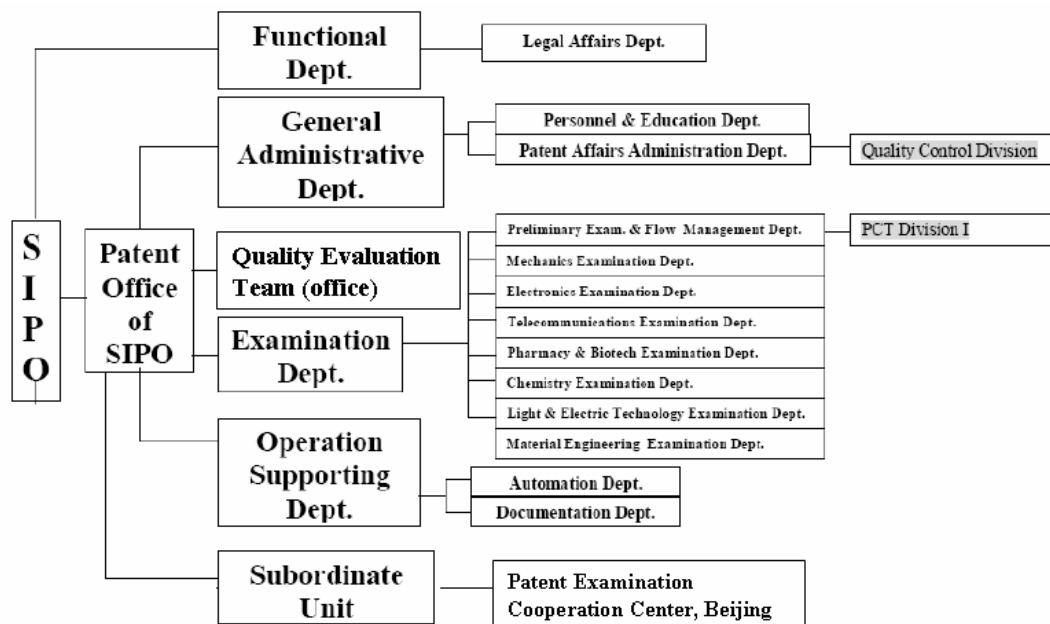 Functional
Dept.
Legal Affairs Dept.
General
Administrative
Dept.
Personnel & Education Dept.
Patent Affairs Administration Dept.
Quality Control Division
SIPO
Patent
Office
of
SIPO
Quality Evaluation
Team (office)
Examination
Dept.
Preliminary Exam. & Flow Management Dept.
PCT Division I
Mechanics Examination Dept.
Electronics Examination Dept.
Telecommunications Examination Dept.
Pharmacy & Biotech Examination Dept.
Chemistry Examination Dept.
Light & Electric Technology Examination Dept.
Material Engineering Examination Dept.
Operation
Supporting
Dept.
Automation Dept.
Documentation Dept.
Subordinate
Unit
Patent Examination
Cooperation Center, Beijing